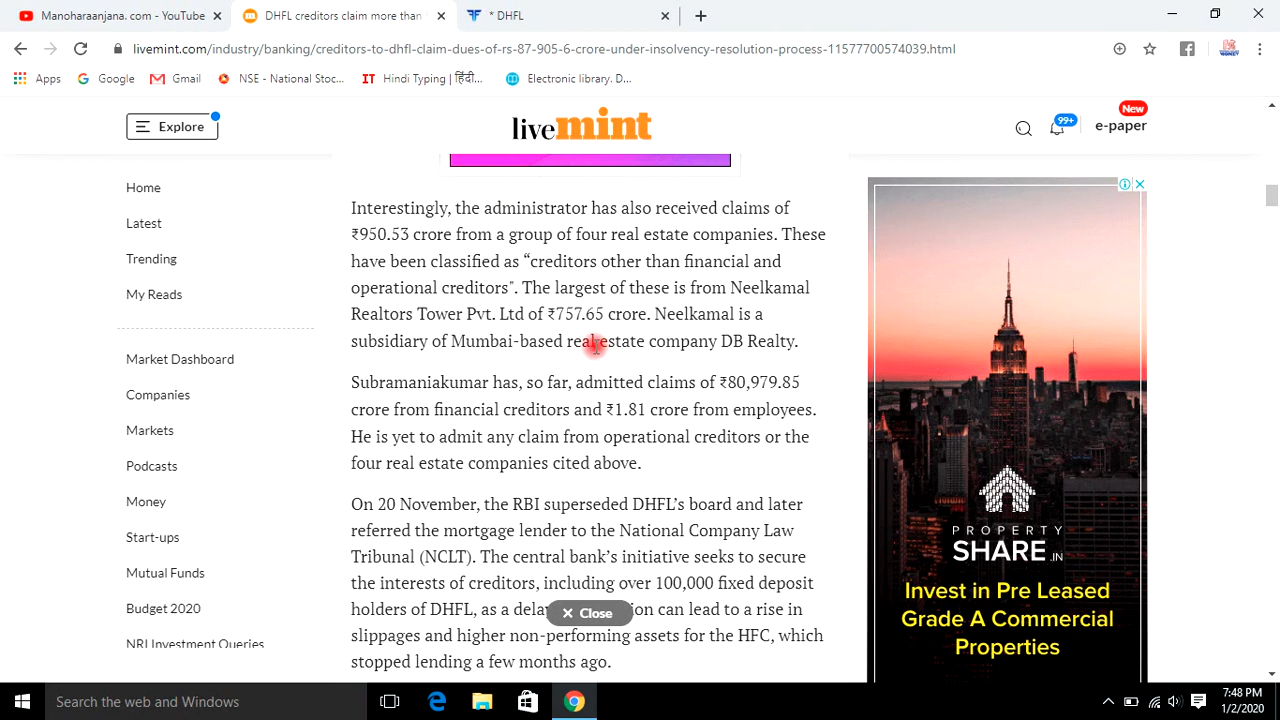 Manoharanjana. com - YouTube
DHFL creditors claim more than
* DHFL
livemint.com/industry/banking/creditors-to-dhfl-claim-dues-of-rs-87-905-6-crore-under-insolvency-resolution-process-11577700574039.html
Apps
Google
Gmail
NSE - National Stoc...
IT Hindi Typing | हिंदी...
Electronic library. D...
Explore
livemint
99+
New
e-paper
Home
Latest
Trending
My Reads
Market Dashboard
Companies
Markets
Podcasts
Money
Start-ups
Mutual Funds
Budget 2020
NRI Investment Queries
Interestingly, the administrator has also received claims of
₹950.53 crore from a group of four real estate companies. These
have been classified as “creditors other than financial and
operational creditors". The largest of these is from Neelkamal
Realtors Tower Pvt. Ltd of ₹757.65 crore. Neelkamal is a
subsidiary of Mumbai-based real estate company DB Realty.
Subramaniakumar has, so far, admitted claims of ₹80,979.85
crore from financial creditors and ₹1.81 crore from employees.
He is yet to admit any claim from operational creditors or the
four real estate companies cited above.
On 20 November, the RBI superseded DHFL’s board and later
referred the mortgage lender to the National Company Law
Tribunal (NCLT). The central bank’s initiative seeks to secure
the interests of creditors, including over 100,000 fixed deposit
holders of DHFL, as a can lead to a rise in
Close
slippages and higher non-performing assets for the HFC, which
stopped lending a few months ago.
PROPERTY
SHARE.IN
Invest in Pre Leased
Grade A Commercial
Properties
Search the web and Windows
7:48 PM
1/2/2020